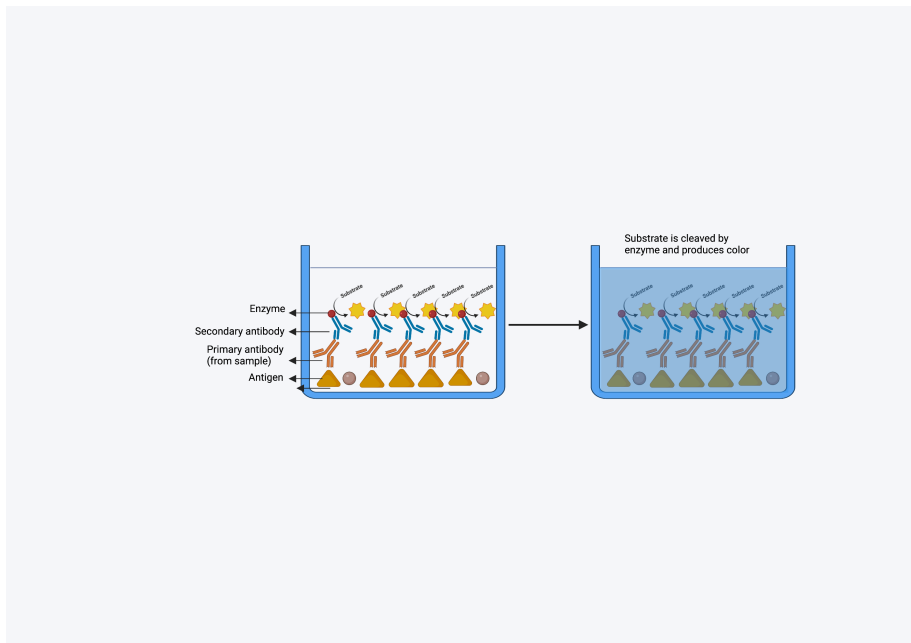 Substrate is cleaved by
enzyme and produces color
Substrate
Substrate
Substrate
Substrate
Substrate
Substrate
Substrate
Substrate
Substrate
Substrate
Enzyme
Secondary antibody
Primary antibody
(from sample)
Antigen